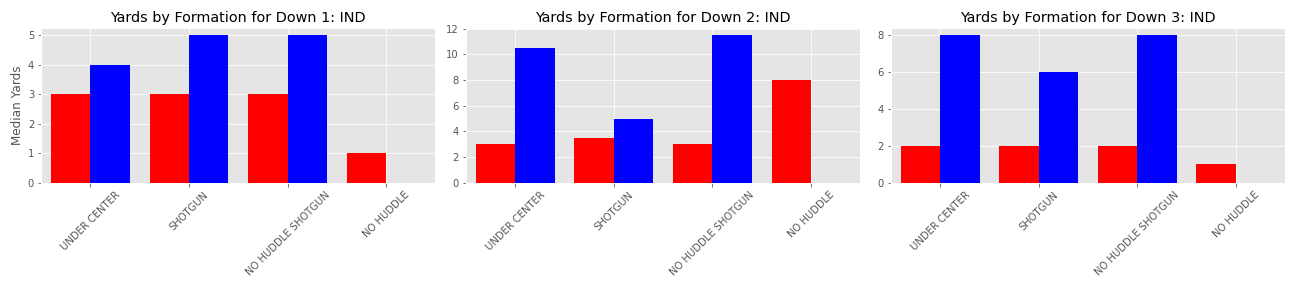 Yards by Formation for Down 1: IND
Median Yards
5
4
3
2
1
0
UNDER CENTER
SHOTGUN
NO HUDDLE SHOTGUN
NO HUDDLE
Yards by Formation for Down 2: IND
12
10
8
6
4
2
0
UNDER CENTER
SHOTGUN
NO HUDDLE SHOTGUN
NO HUDDLE
Yards by Formation for Down 3: IND
8
6
4
2
0
UNDER CENTER
SHOTGUN
NO HUDDLE SHOTGUN
NO HUDDLE